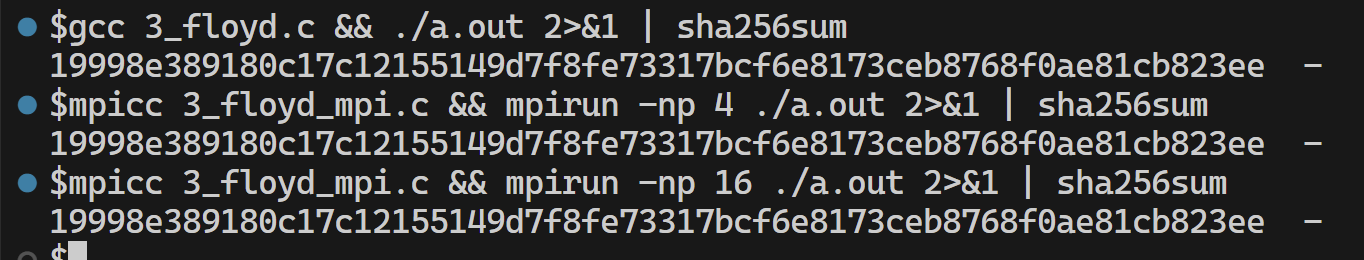 $gcc 3_floyd.c && ./a.out 2>&1 | sha256sum
19998e389180c17c12155149d7f8fe73317bcf6e8173ceb8768f0ae81cb823ee  -
$mpicc 3_floyd_mpi.c && mpirun -np 4 ./a.out 2>&1 | sha256sum
19998e389180c17c12155149d7f8fe73317bcf6e8173ceb8768f0ae81cb823ee  -
$mpicc 3_floyd_mpi.c && mpirun -np 16 ./a.out 2>&1 | sha256sum
19998e389180c17c12155149d7f8fe73317bcf6e8173ceb8768f0ae81cb823ee  -
$